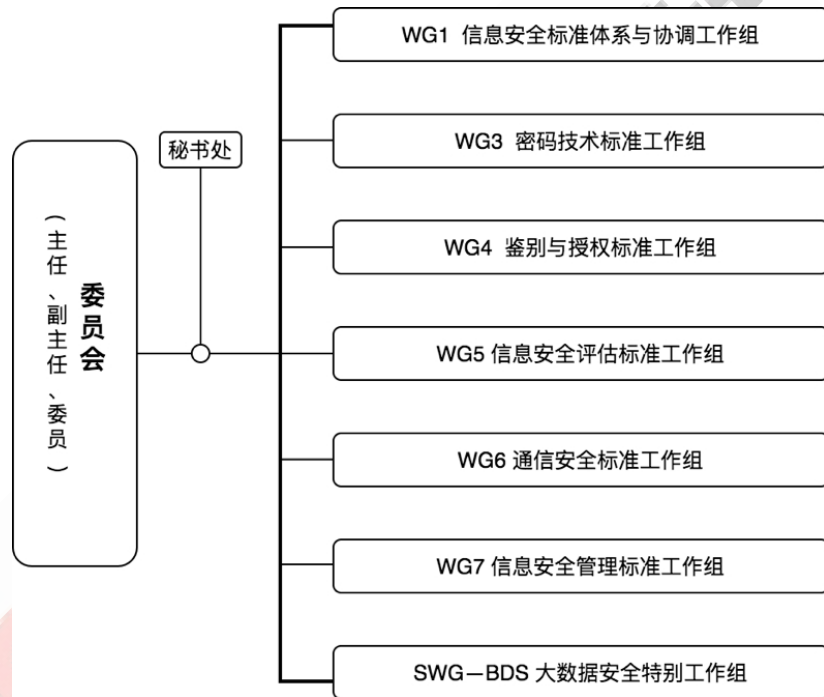 WG1 信息安全标准体系与协调工作组
秘书处
WG3 密码技术标准工作组
委员会
（主任、副主任、委员）
WG4 鉴别与授权标准工作组
WG5 信息安全评估标准工作组
WG6 通信安全标准工作组
WG7 信息安全管理标准工作组
SWG—BDS 大数据安全特别工作组